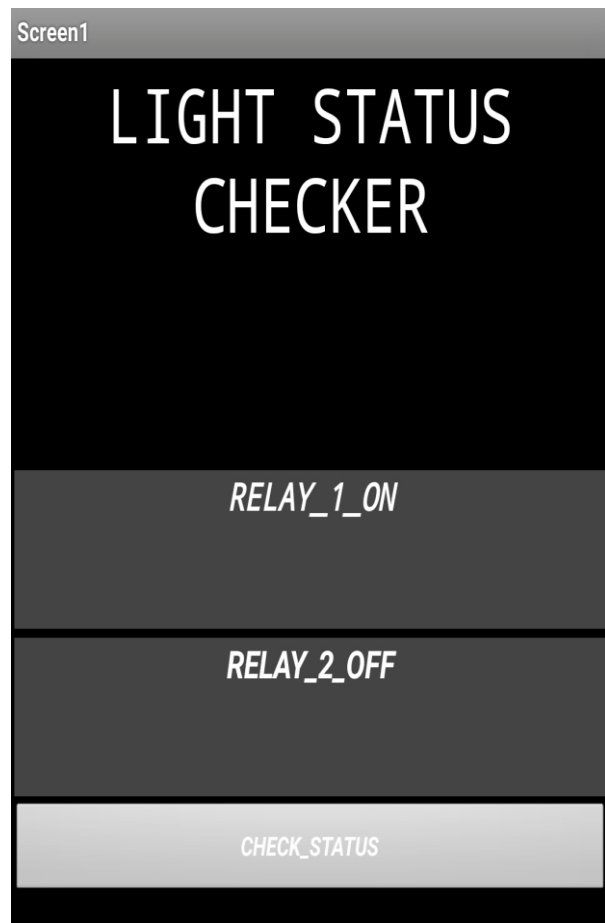 Screen1
LIGHT STATUS
CHECKER
RELAY_1_ON
RELAY_2_OFF
CHECK_STATUS